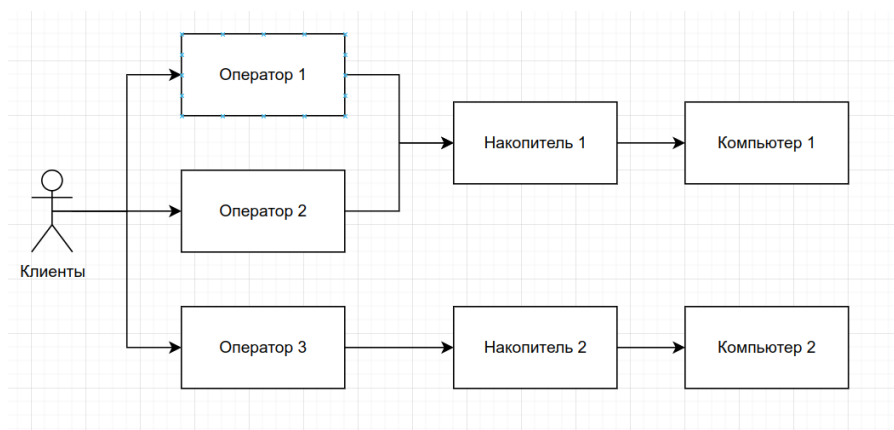 Оператор 1
Накопитель 1
Компьютер 1
Оператор 2
Клиенты
Оператор 3
Накопитель 2
Компьютер 2